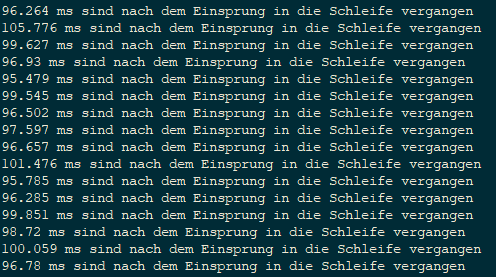 96.264 ms sind nach dem Einsprung in die Schleife vergangen
105.776 ms sind nach dem Einsprung in die Schleife vergangen
99.627 ms sind nach dem Einsprung in die Schleife vergangen
96.93 ms sind nach dem Einsprung in die Schleife vergangen
95.479 ms sind nach dem Einsprung in die Schleife vergangen
99.545 ms sind nach dem Einsprung in die Schleife vergangen
96.502 ms sind nach dem Einsprung in die Schleife vergangen
97.597 ms sind nach dem Einsprung in die Schleife vergangen
96.657 ms sind nach dem Einsprung in die Schleife vergangen
101.476 ms sind nach dem Einsprung in die Schleife vergangen
95.785 ms sind nach dem Einsprung in die Schleife vergangen
96.285 ms sind nach dem Einsprung in die Schleife vergangen
99.851 ms sind nach dem Einsprung in die Schleife vergangen
98.72 ms sind nach dem Einsprung in die Schleife vergangen
100.059 ms sind nach dem Einsprung in die Schleife vergangen
96.78 ms sind nach dem Einsprung in die Schleife vergangen